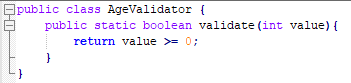 public class AgeValidator {
    public static boolean validate(int value){
        return value >= 0;
    }
}